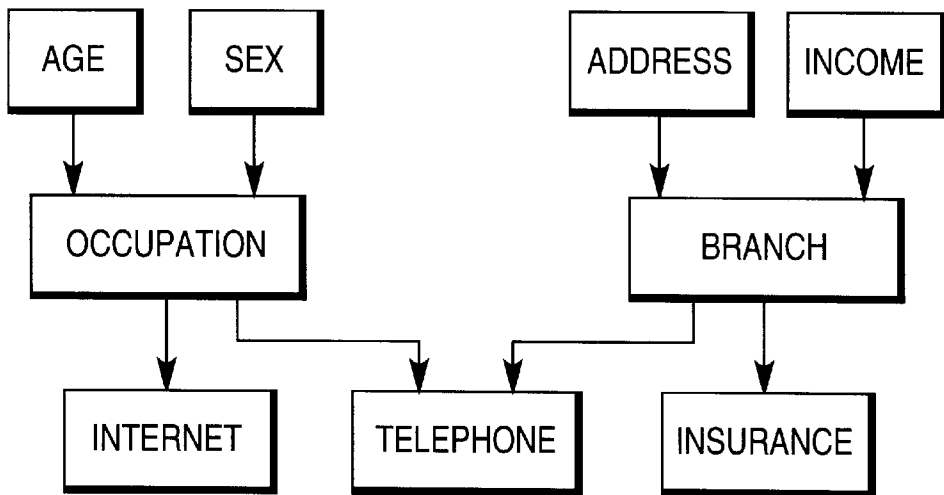 AGE
SEX
ADDRESS
INCOME
OCCUPATION
BRANCH
INTERNET
TELEPHONE
INSURANCE